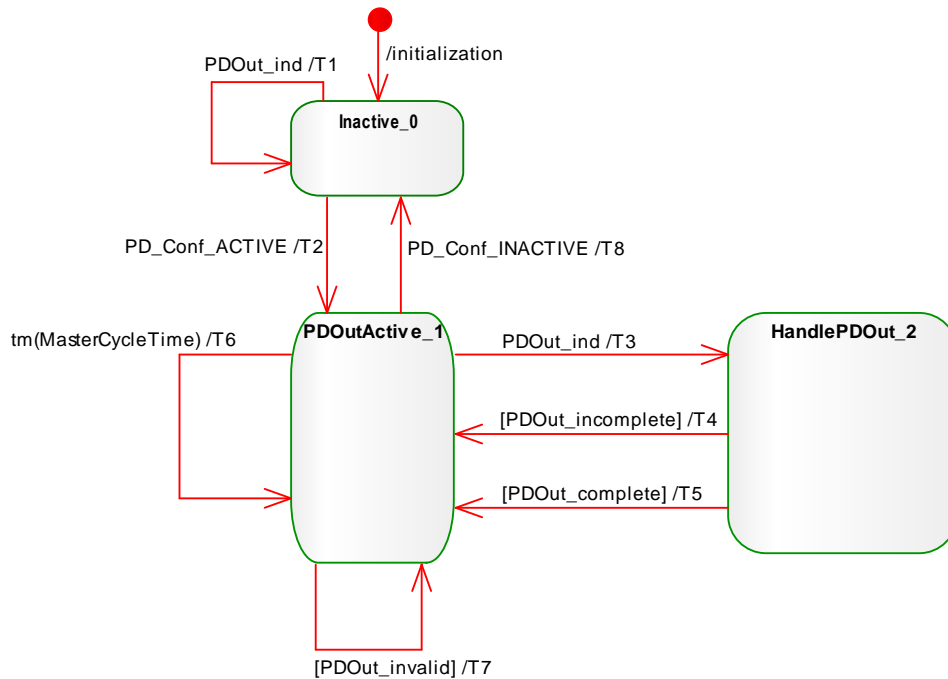 /initialization
PDOut_ind /T1
Inactive_0
PD_Conf_ACTIVE /T2
PD_Conf_INACTIVE /T8
PDOutActive_1
HandlePDOut_2
tm(MasterCycleTime) /T6
PDOut_ind /T3
[PDOut_incomplete] /T4
[PDOut_complete] /T5
[PDOut_invalid] /T7